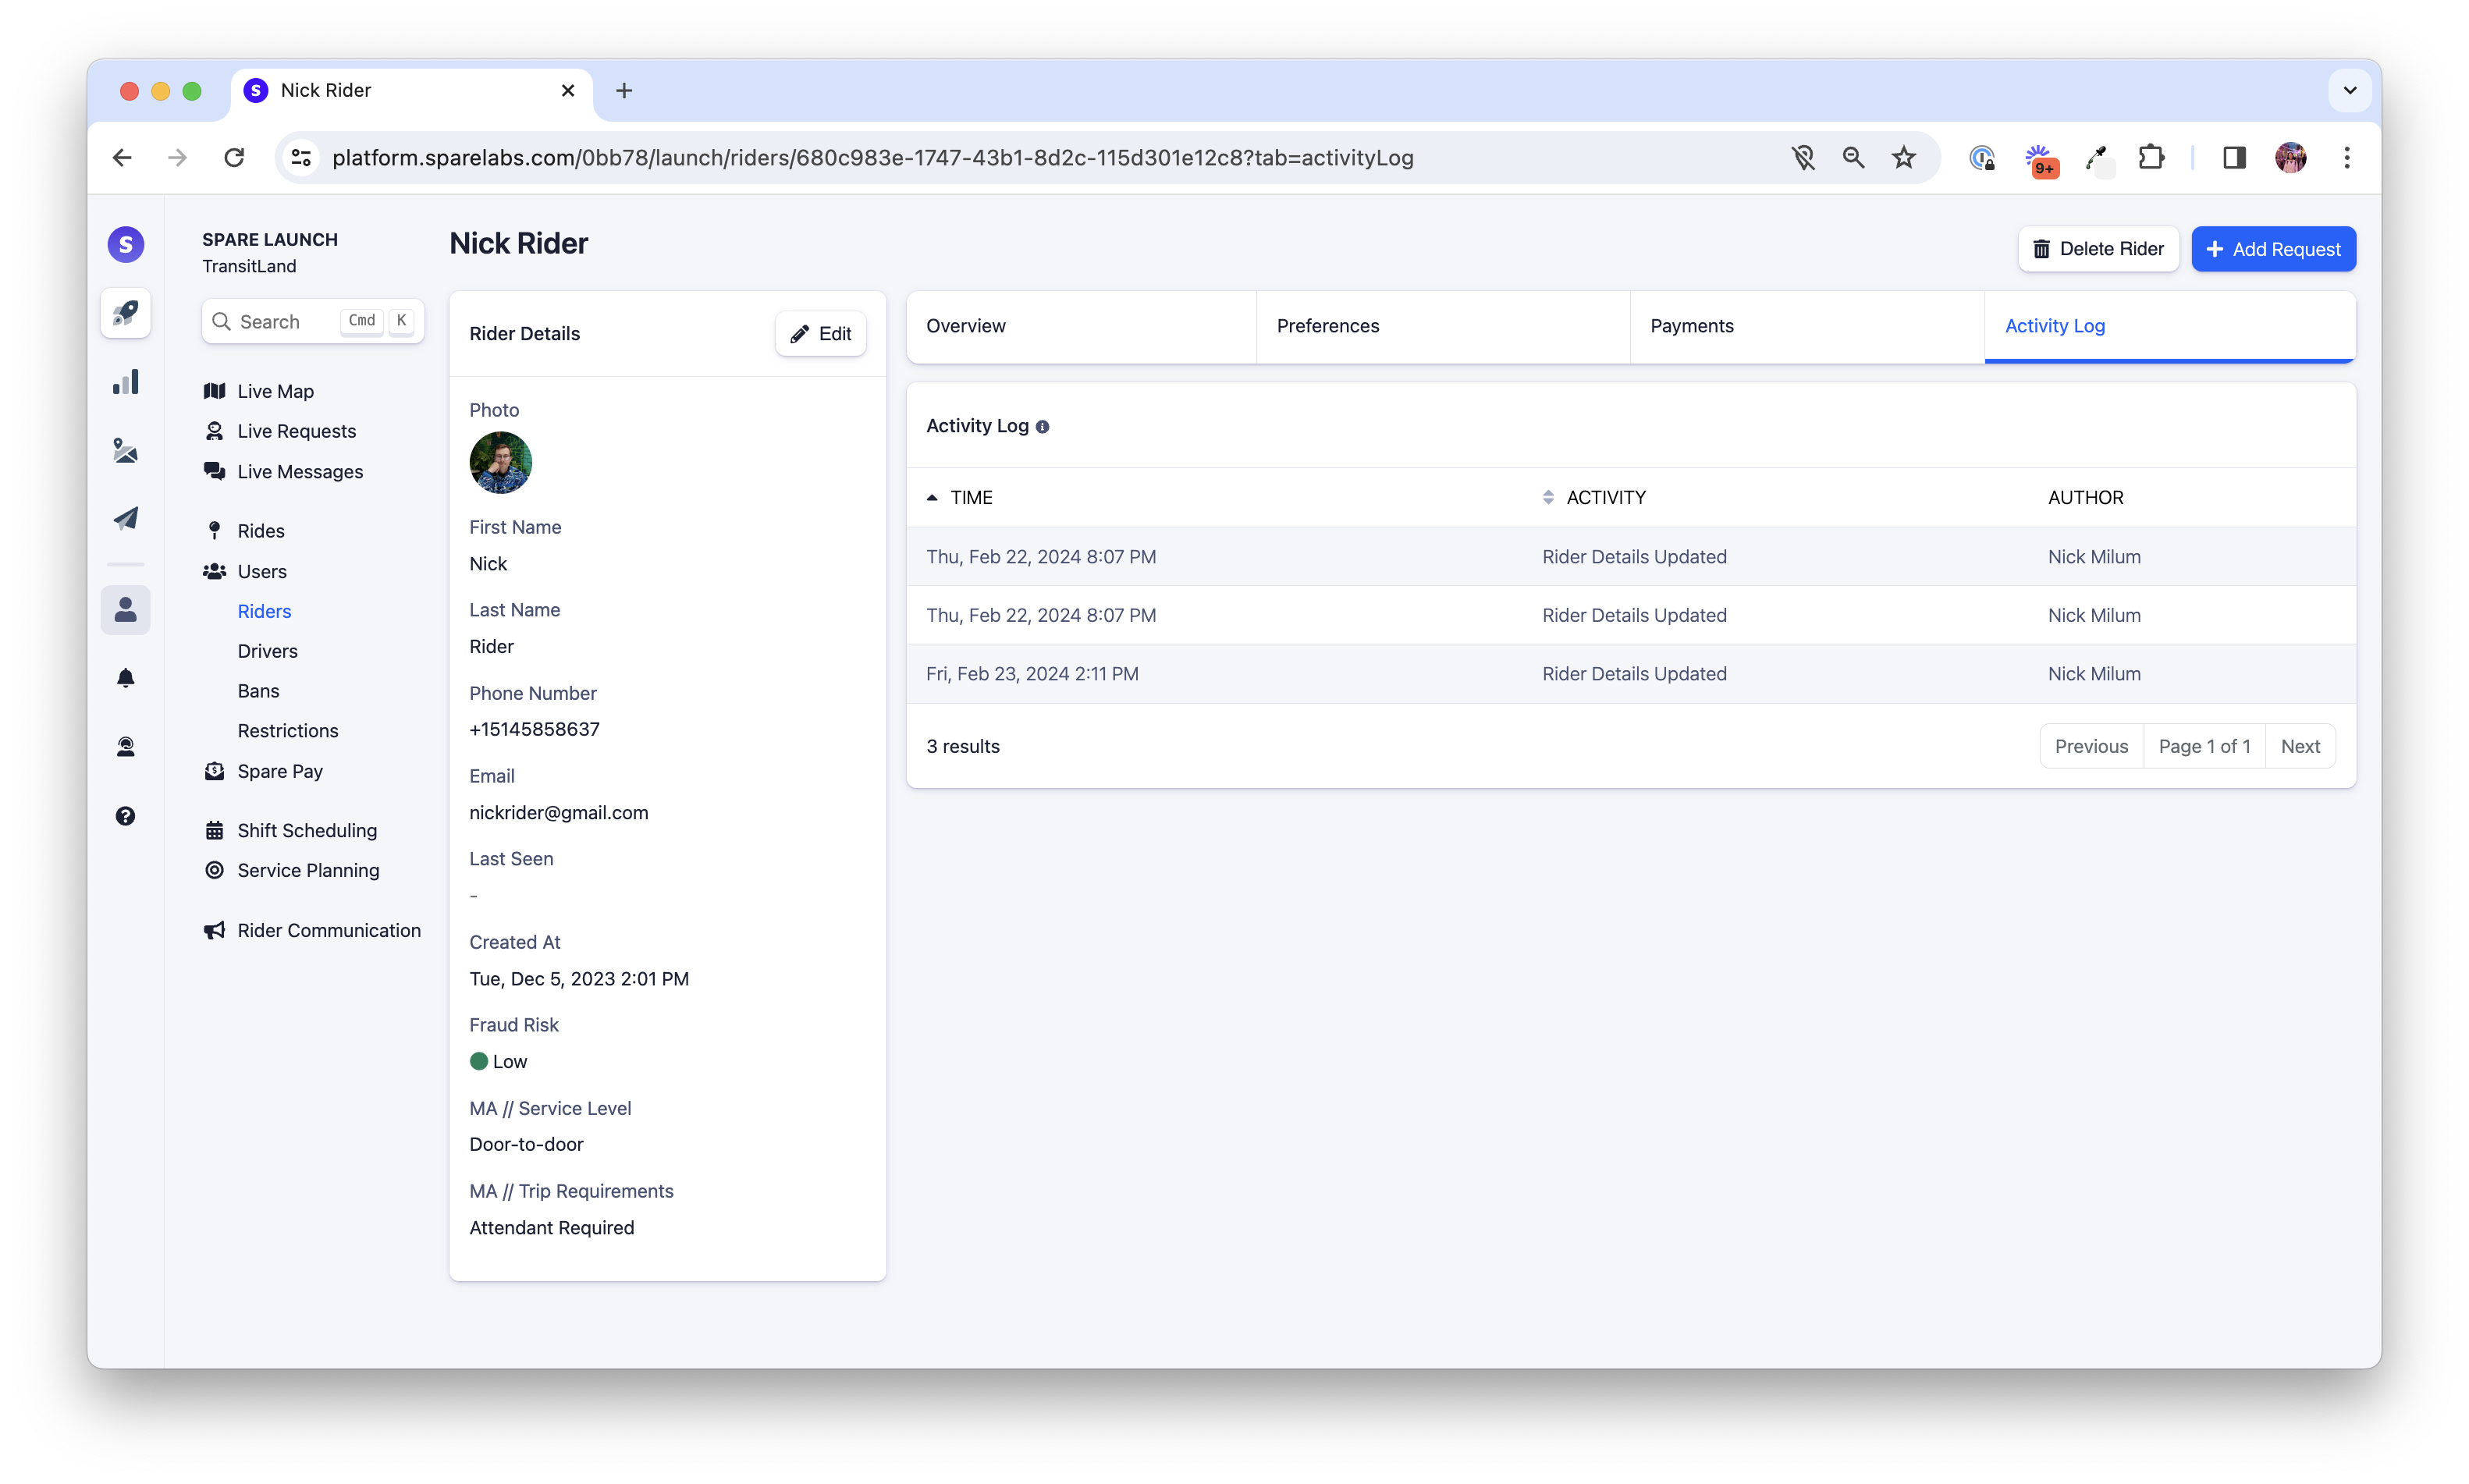 Nick Rider
platform.sparelabs.com/0bb78/launch/riders/680c983e-1747-43b1-8d2c-115d301e12c8?tab=activityLog
9+
S
SPARE LAUNCH
TransitLand
Search Cmd K
Live Map
Live Requests
Live Messages
Rides
Users
Riders
Drivers
Bans
Restrictions
Spare Pay
Shift Scheduling
Service Planning
Rider Communication
Nick Rider
Delete Rider
Add Request
Rider Details
Edit
Photo
First Name
Nick
Last Name
Rider
Phone Number
+15145858637
Email
nickrider@gmail.com
Last Seen
-
Created At
Tue, Dec 5, 2023 2:01 PM
Fraud Risk
Low
MA // Service Level
Door-to-door
MA // Trip Requirements
Attendant Required
Overview Preferences Payments Activity Log
Activity Log
TIME ACTIVITY AUTHOR
Thu, Feb 22, 2024 8:07 PM Rider Details Updated Nick Milum
Thu, Feb 22, 2024 8:07 PM Rider Details Updated Nick Milum
Fri, Feb 23, 2024 2:11 PM Rider Details Updated Nick Milum
3 results
Previous Page 1 of 1 Next